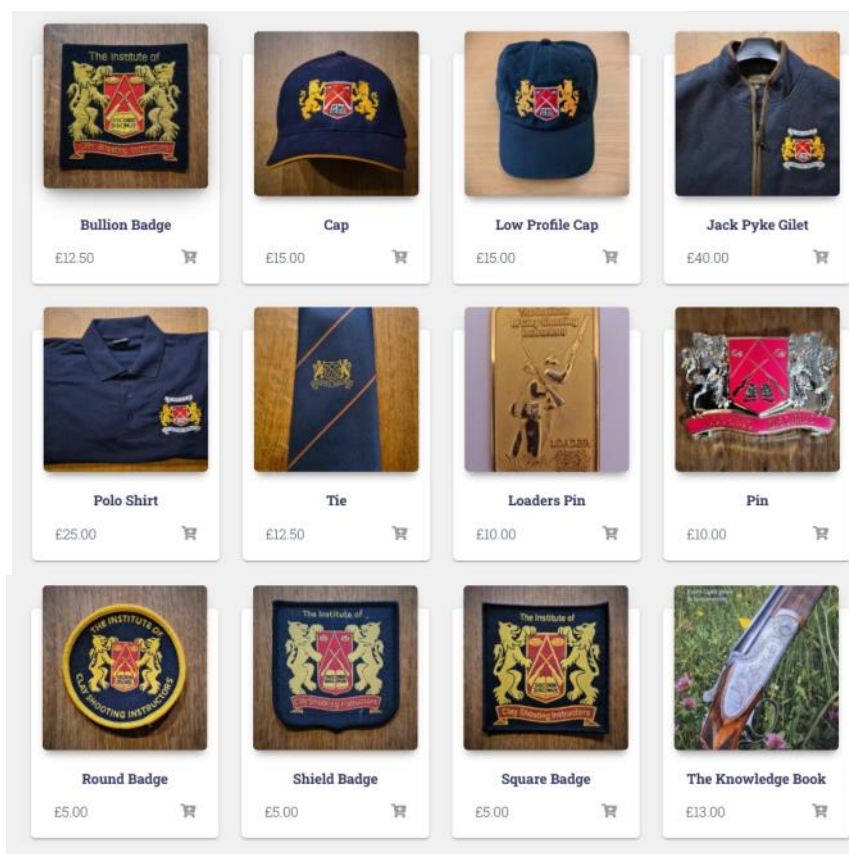 The Institute of
Clay Shooting Instructors
Bullion Badge
£12.50
Cap
£15.00
Low Profile Cap
£15.00
Jack Pyke Gilet
£40.00
LOADER
Polo Shirt
£25.00
Tie
£12.50
Loaders Pin
£10.00
Pin
£10.00
THE INSTITUTE OF
CLAY SHOOTING INSTRUCTORS
The Institute of
Clay Shooting Instructors
The Institute of
Clay Shooting Instructors
Round Badge
£5.00
Shield Badge
£5.00
Square Badge
£5.00
The Knowledge Book
£13.00